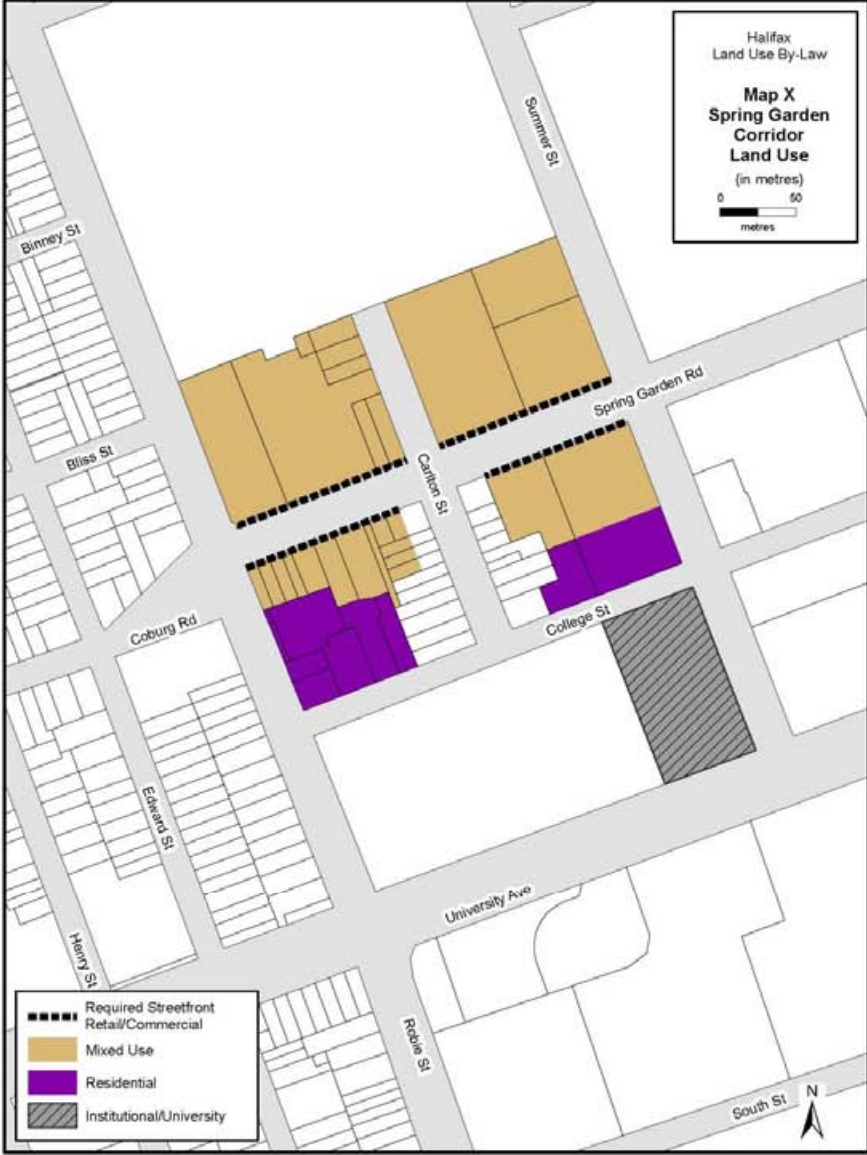 Halifax
Land Use By-Law
Map X
Spring Garden
Corridor
Land Use
(in metres)
0 50
metres
Summer St
Binney St
Spring Garden Rd
Bliss St
Carlton St
College St
Coburg Rd
Edward St
University Ave
Henry St
Robie St
South St
N
Required Streetfront
Retail/Commercial
Mixed Use
Residential
Institutional/University